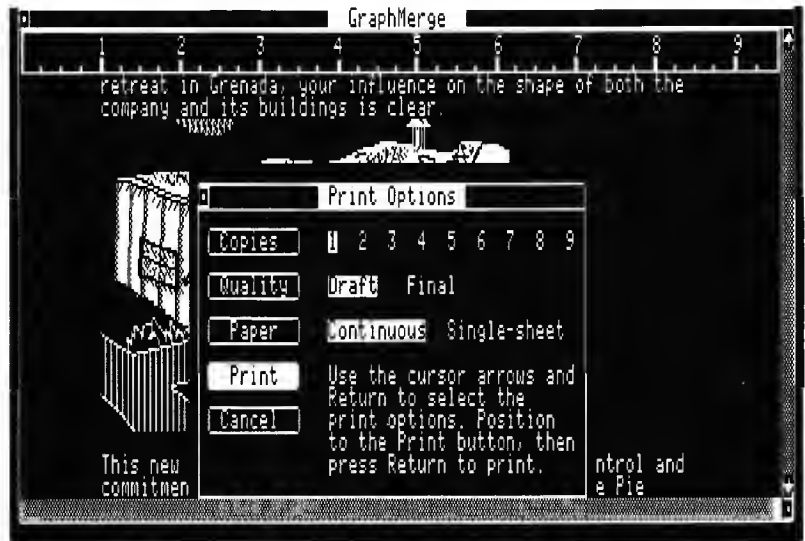 GraphMerge
1 2 3 4 5 6 7 8 9
retreat in Grenada, your influence on the shape of both the
company and its buildings is clear.
Print Options
Copies 1 2 3 4 5 6 7 8 9
Quality Draft Final
Paper Continuous Single-sheet
Print Use the cursor arrows and
Return to select the
Cancel print options. Position
to the Print button, then
press Return to print.
This new ntrol and
commitmen e Pie